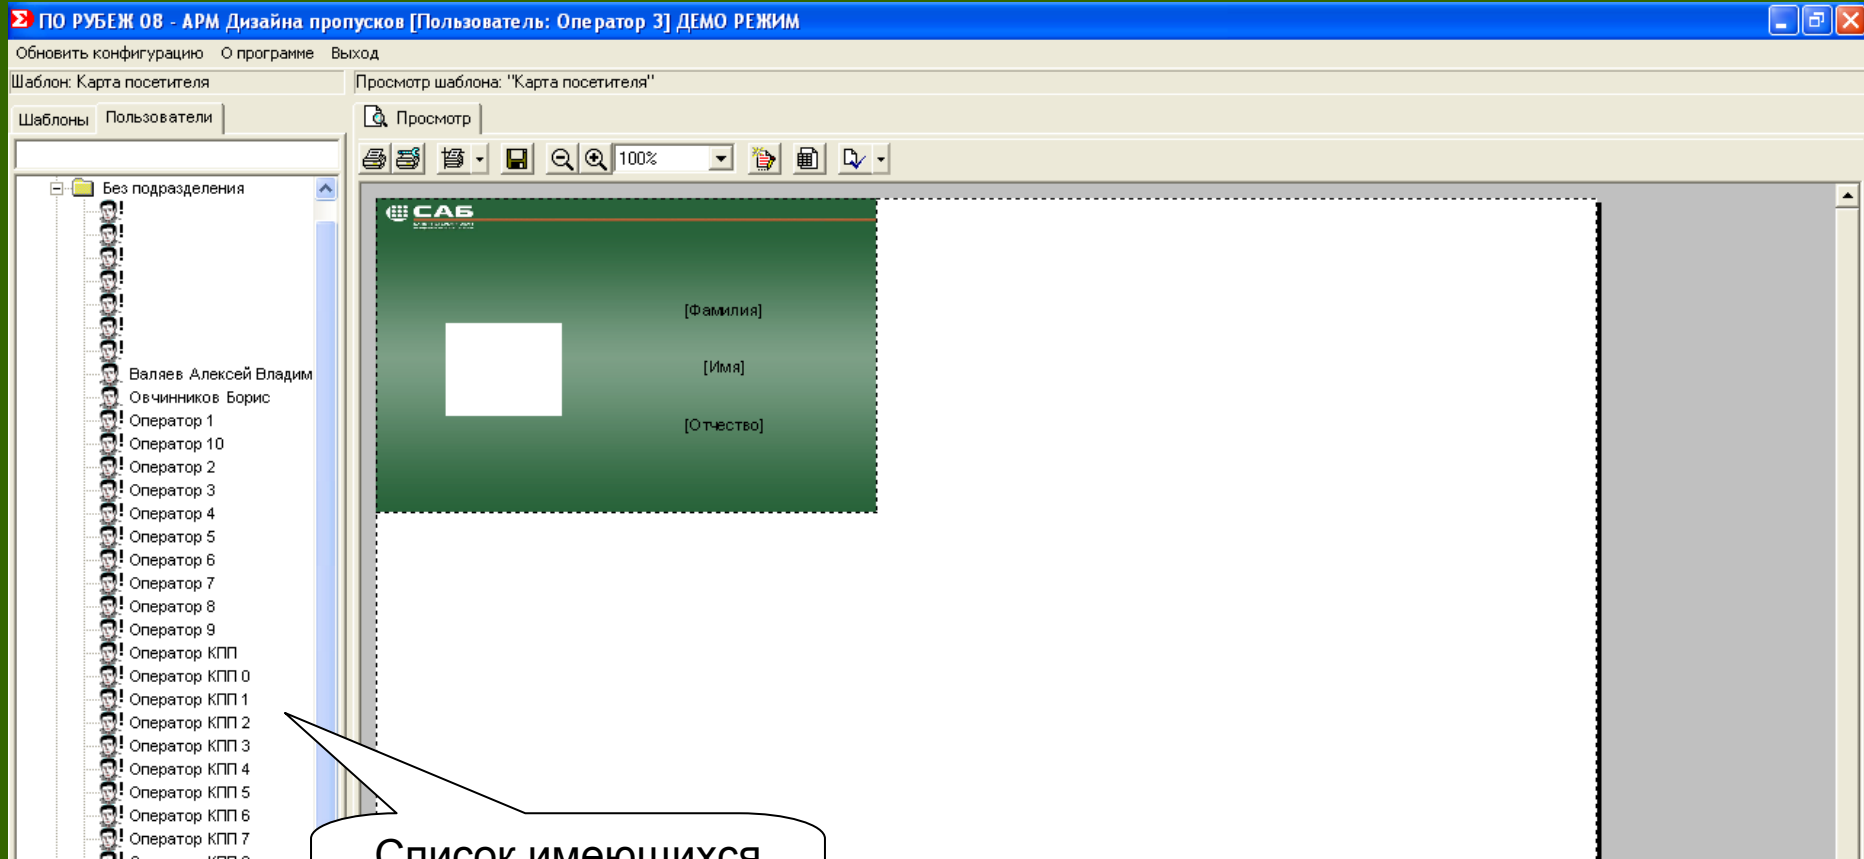 ПО РУБЕЖ 08 - АРМ Дизайна пропусков [Пользователь: Оператор 3] ДЕМО РЕЖИМ
Обновить конфигурацию О программе Выход
Шаблон: Карта посетителя
Просмотр шаблона: "Карта посетителя"
Шаблоны Пользователи
Просмотр
100%
Без подразделения
!
!
!
!
!
!
!
Валяев Алексей Владим
Овчинников Борис
! Оператор 1
! Оператор 10
! Оператор 2
! Оператор 3
! Оператор 4
! Оператор 5
! Оператор 6
! Оператор 7
! Оператор 8
! Оператор 9
! Оператор КПП
! Оператор КПП 0
! Оператор КПП 1
! Оператор КПП 2
! Оператор КПП 3
! Оператор КПП 4
! Оператор КПП 5
! Оператор КПП 6
! Оператор КПП 7
САБ
[Фамилия]
[Имя]
[Отчество]
Список имеющихся